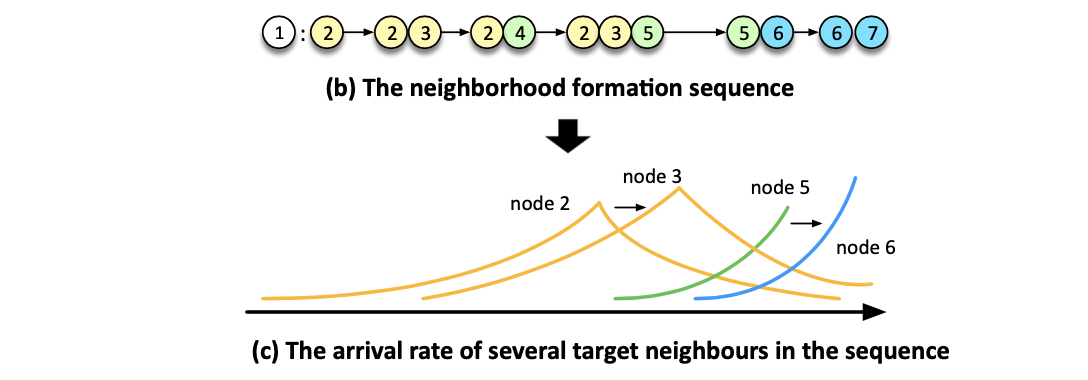 1 : 2 2 3 2 4 2 3 5 5 6 6 7
(b) The neighborhood formation sequence
node 3
node 2
node 5
node 6
(c) The arrival rate of several target neighbours in the sequence